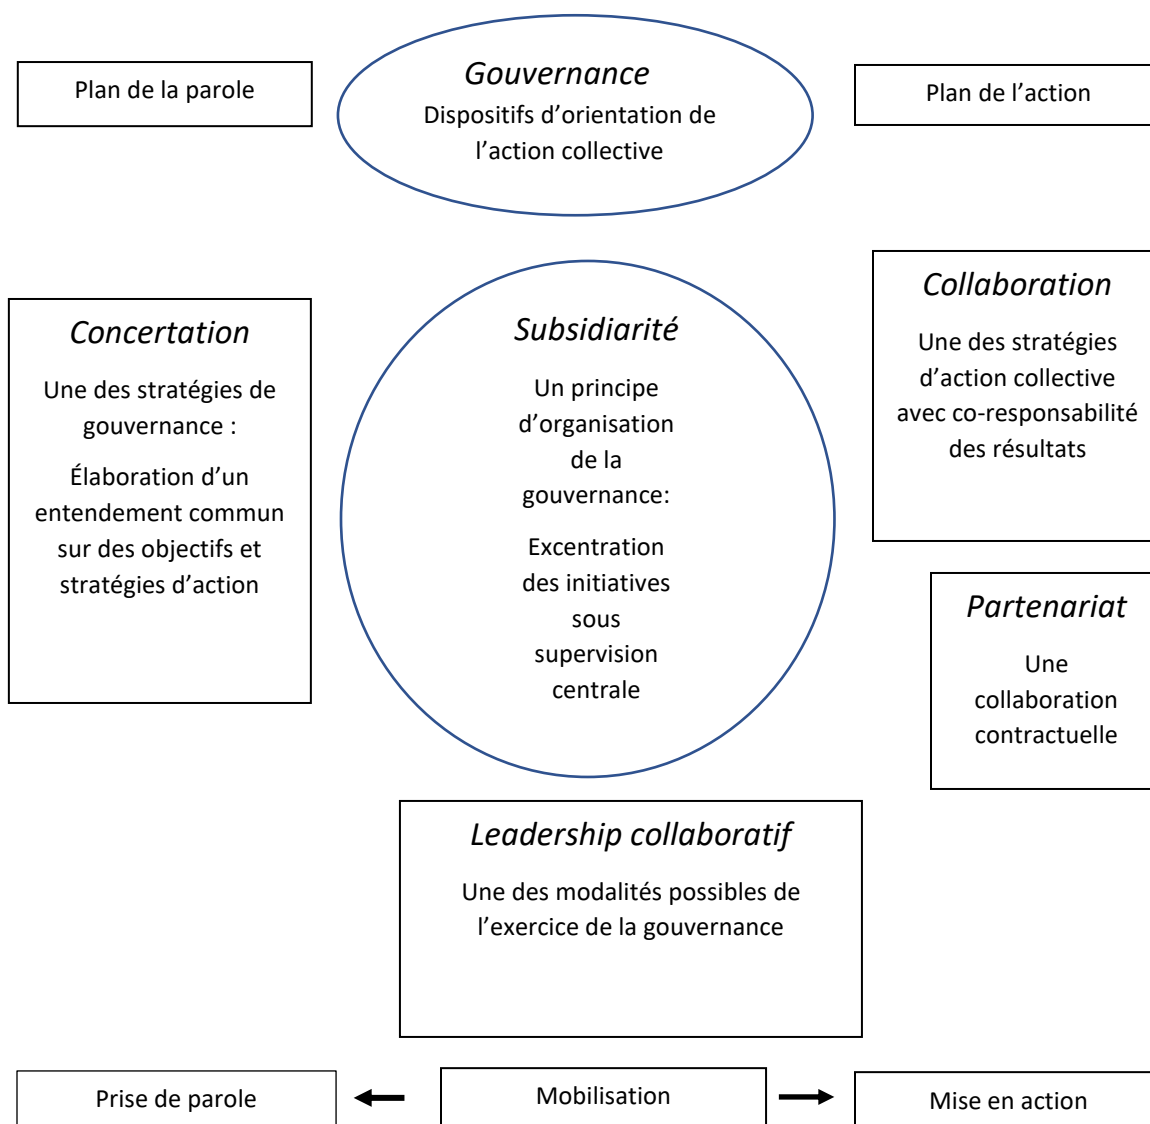 Plan de la parole
Gouvernance
Dispositifs d'orientation de
l'action collective
Plan de l'action
Concertation
Une des stratégies de
gouvernance :
Élaboration d'un
entendement commun
sur des objectifs et
stratégies d'action
Subsidiarité
Un principe
d'organisation
de la
gouvernance:
Excentration
des initiatives
sous
supervision
centrale
Collaboration
Une des stratégies
d'action collective
avec co-responsabilité
des résultats
Partenariat
Une
collaboration
contractuelle
Leadership collaboratif
Une des modalités possibles de
l'exercice de la gouvernance
Prise de parole
Mobilisation
Mise en action